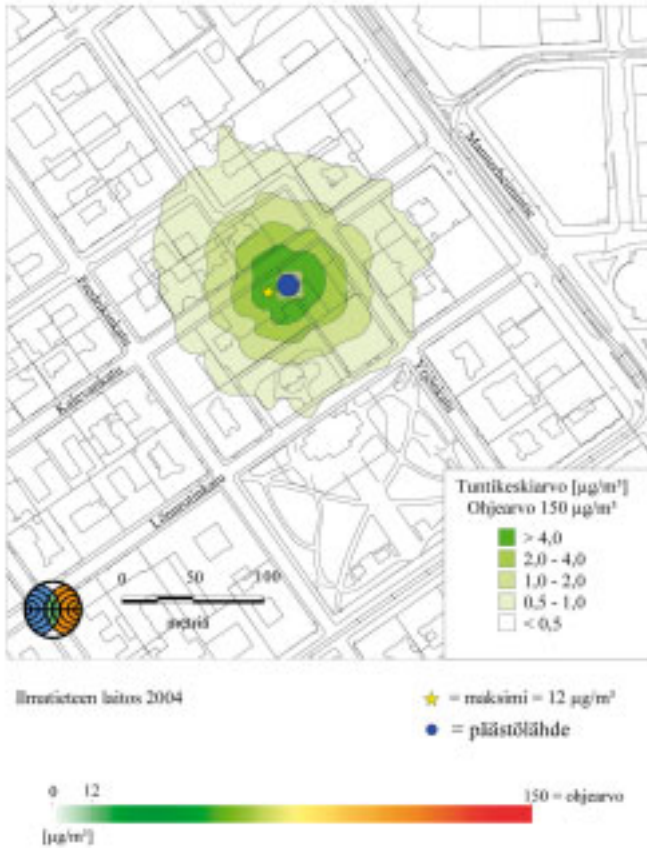 Mannerheimintie
Fredrikinkatu
Kalevankatu
Yrjönkatu
Lönnrotinkatu
Tuntikeskiarvo [µg/m³]
Ohjearvo 150 µg/m³
> 4,0
2,0 - 4,0
1,0 - 2,0
0,5 - 1,0
< 0,5
0 50 100
metriä
Ilmatieteen laitos 2004
= maksimi = 12 µg/m³
= päästölähde
0 12 150 = ohjearvo
[µg/m³]